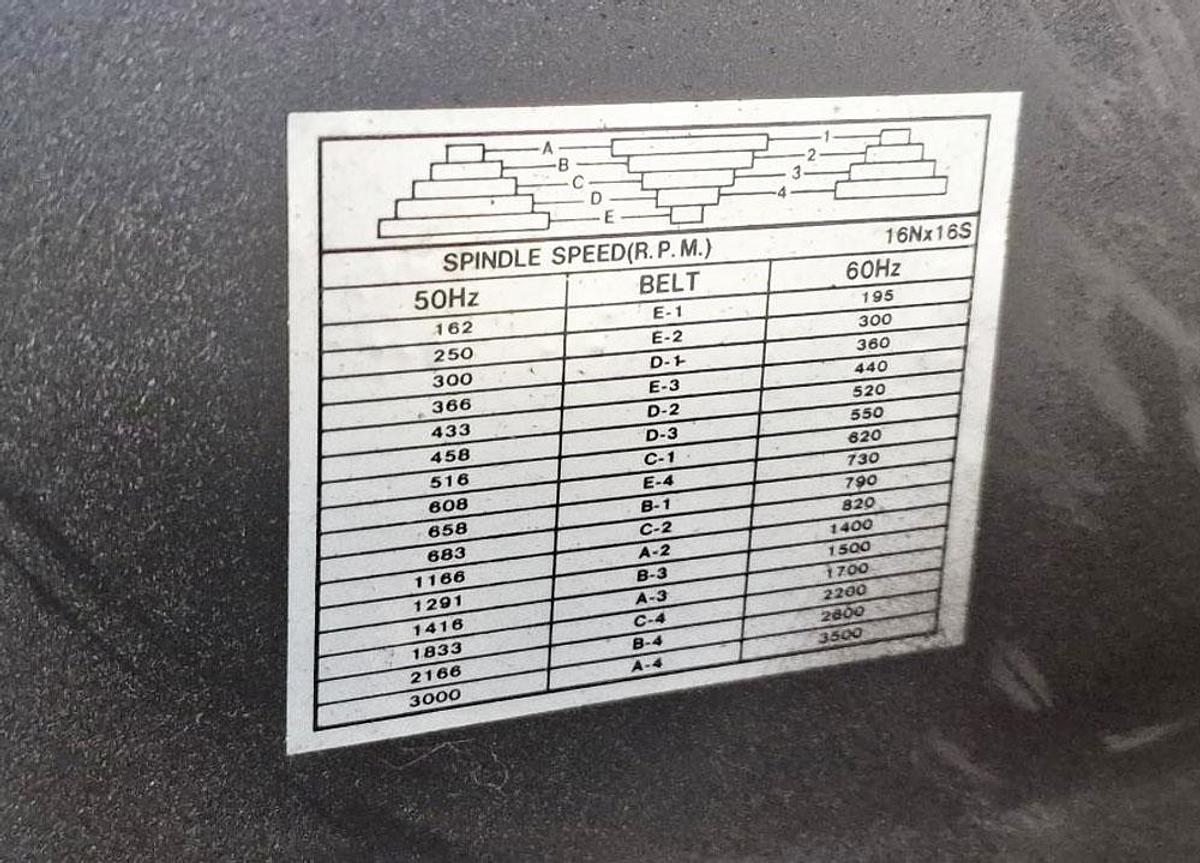 A 1
B 2
C 3
D 4
E
SPINDLE SPEED(R.P.M.) 16Nx16S
50Hz BELT 60Hz
162 E-1 195
250 E-2 300
300 D-1 360
366 E-3 440
433 D-2 520
458 D-3 550
516 C-1 620
608 E-4 730
658 B-1 790
683 C-2 820
1166 A-2 1400
1291 B-3 1500
1416 A-3 1700
1833 C-4 2200
2166 B-4 2600
3000 A-4 3500